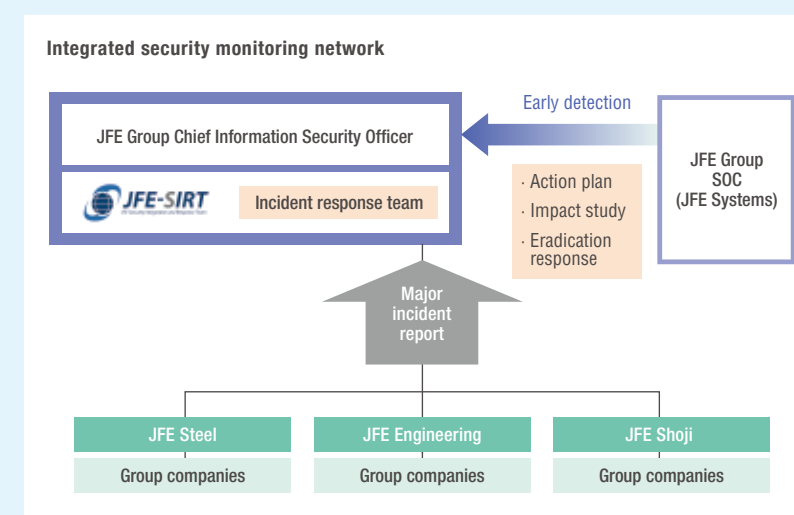 Integrated security monitoring network
JFE Group Chief Information Security Officer
JFE-SIRT
Incident response team
Early detection
· Action plan
· Impact study
· Eradication
response
JFE Group
SOC
(JFE Systems)
Major
incident
report
JFE Steel
JFE Engineering
JFE Shoji
Group companies
Group companies
Group companies